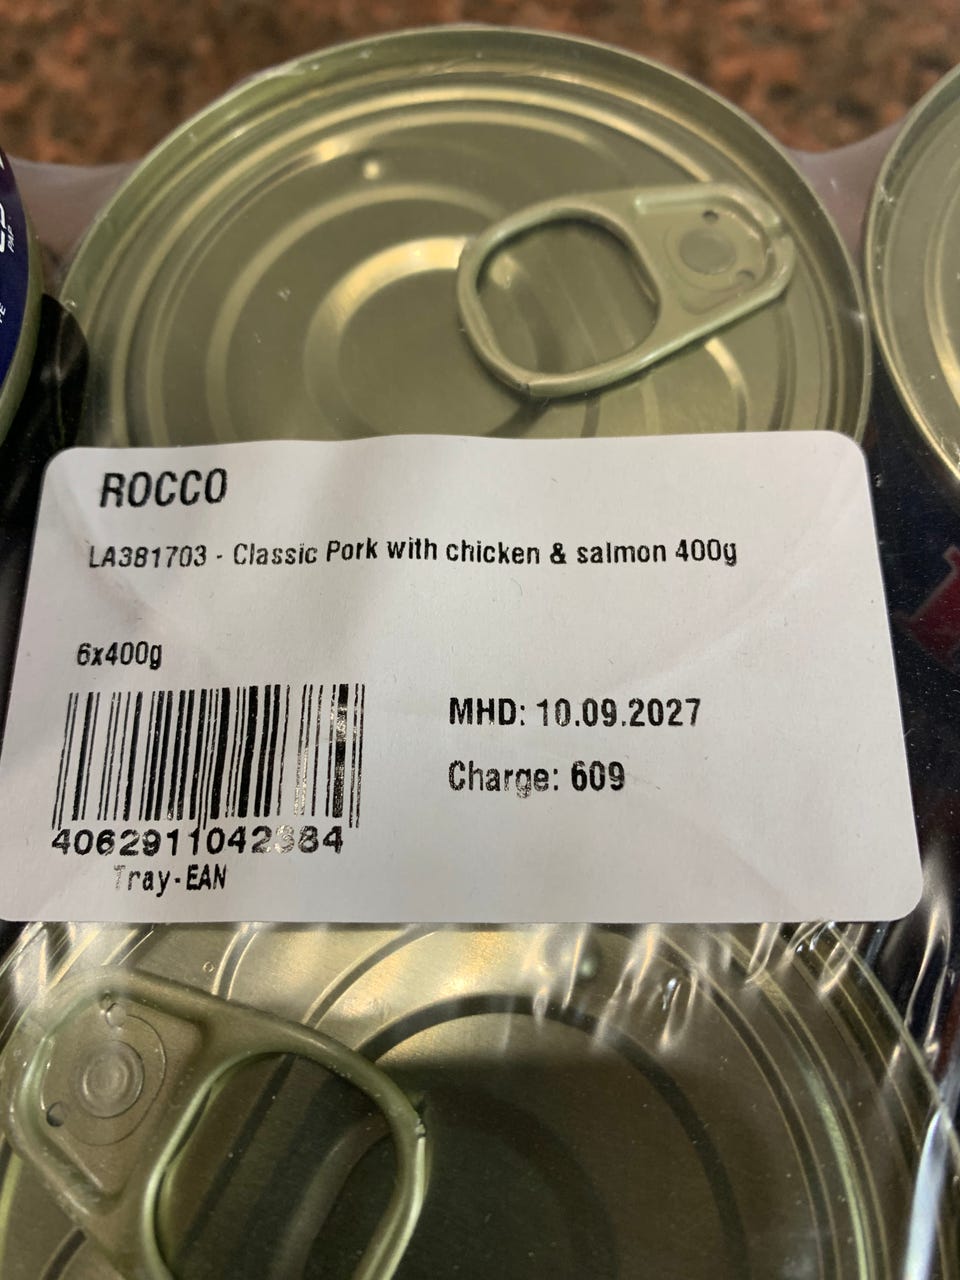 ROCCO
LA381703 - Classic Pork with chicken & salmon 400g
6x400g
MHD: 10.09.2027
Charge: 609
4062911042384
Tray-EAN